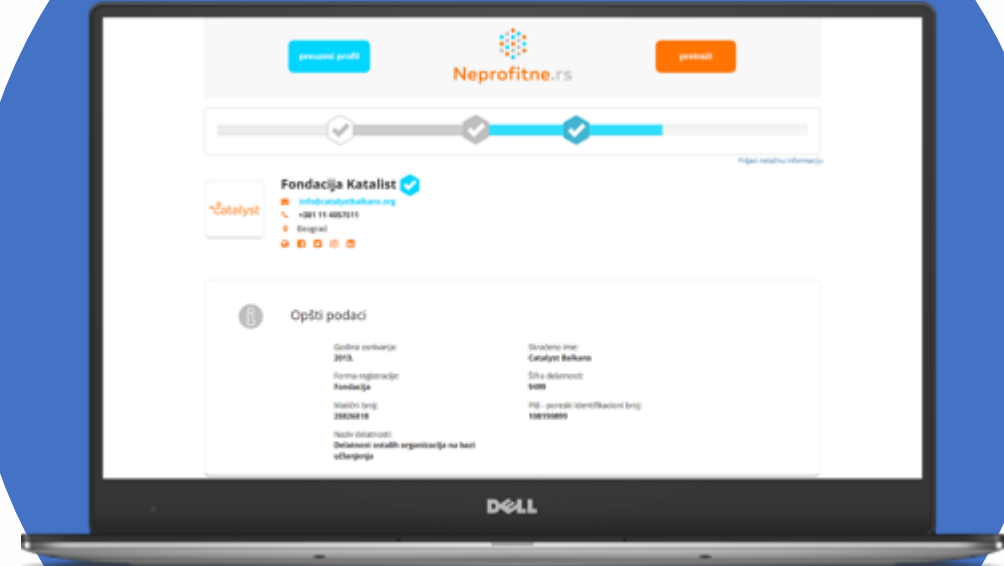 preuzmi profil
Neprofitne.rs
pretraži
Prijavi netačnu informaciju
catalyst
Fondacija Katalist
info@catalystbalkans.org
+381 11 4057511
Beograd
Opšti podaci
Godina osnivanja:
2013.
Skraćeno ime:
Catalyst Balkans
Forma registracije:
Fondacija
Šifra delatnosti:
9499
Matični broj:
28826818
PIB - poreski identifikacioni broj:
108193899
Naziv delatnosti:
Delatnost ostalih organizacija na bazi
učlanjenja
DELL